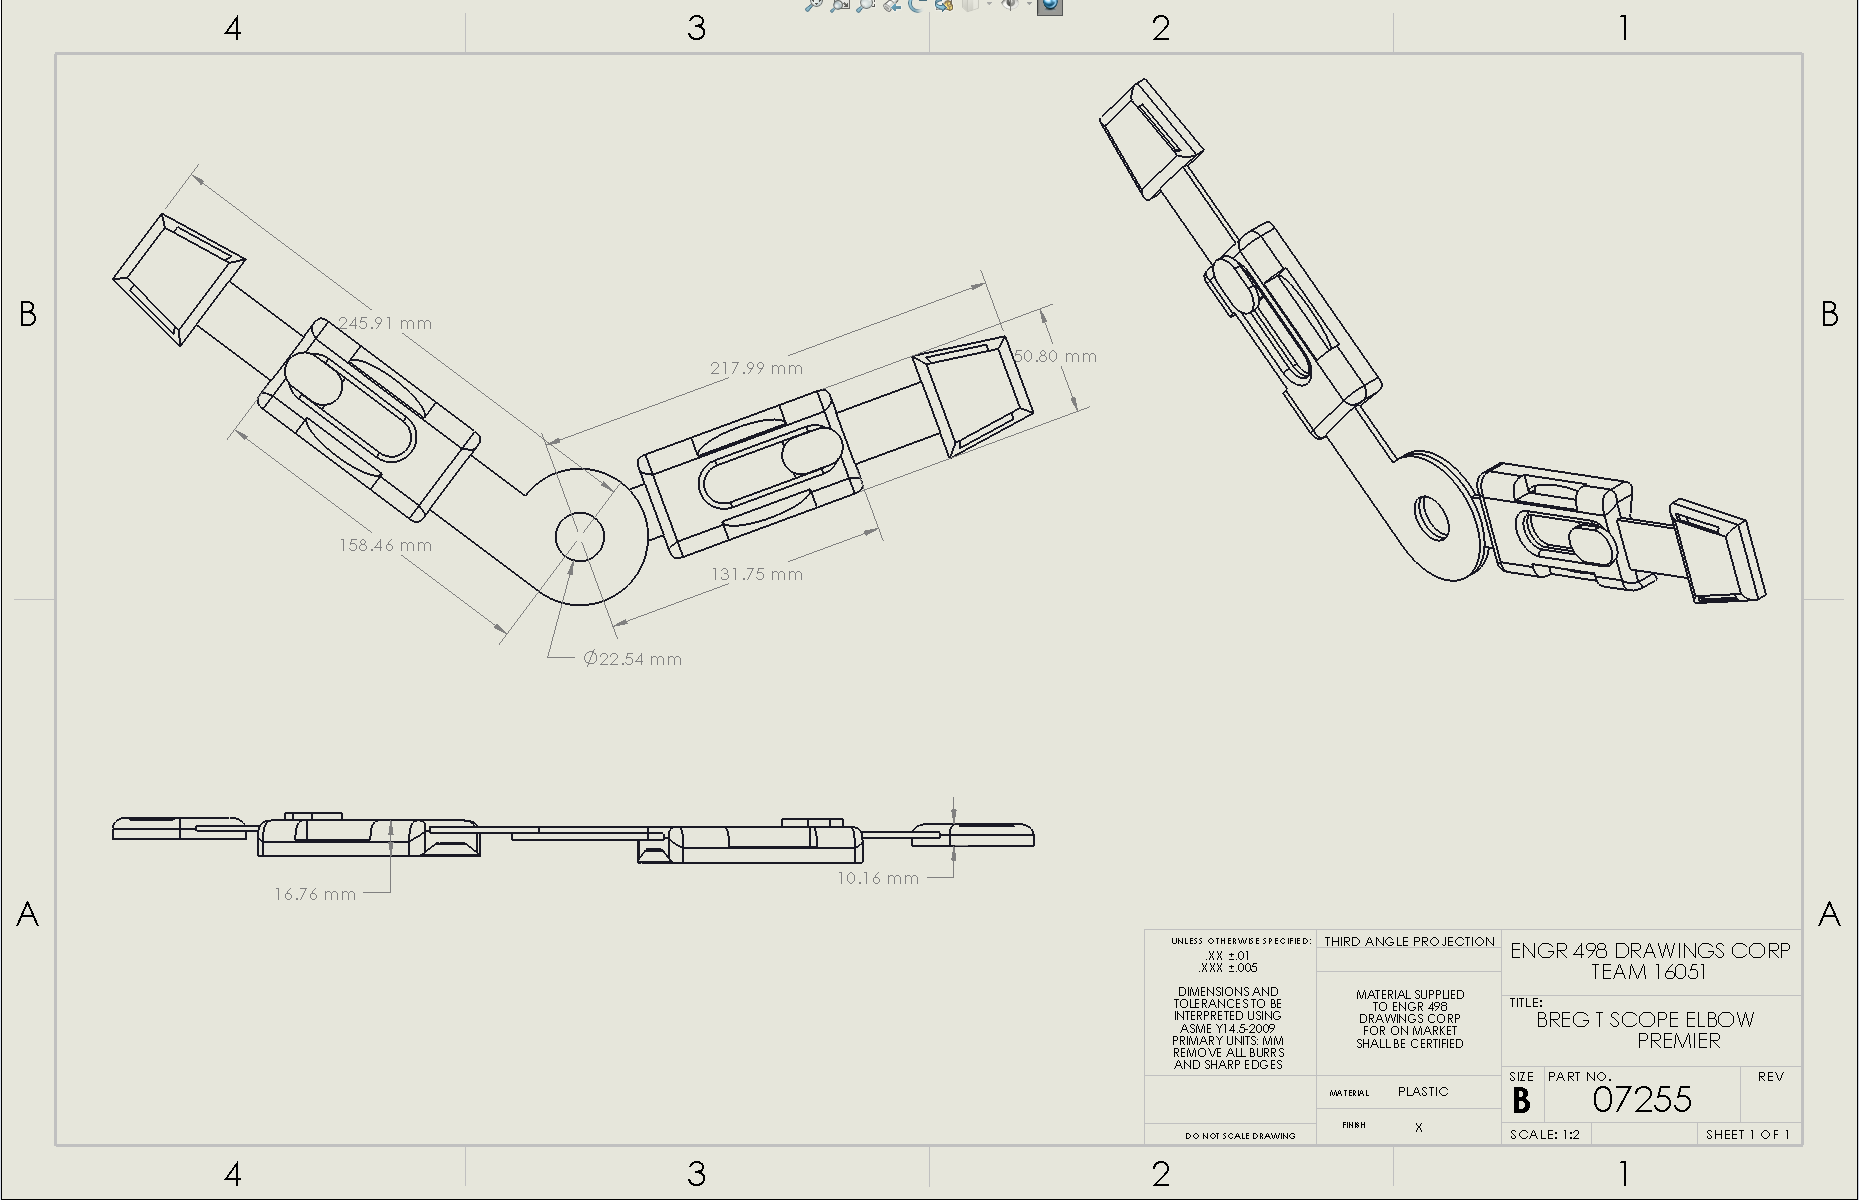 4
3
2
1
B
B
245.91 mm
217.99 mm
50.80 mm
158.46 mm
131.75 mm
Ø22.54 mm
16.76 mm
10.16 mm
A
A
UNLESS OTHERWISE SPECIFIED:
.XX ±.01
.XXX ±.005
DIMENSIONS AND
TOLERANCES TO BE
INTERPRETED USING
ASME Y14.5-2009
PRIMARY UNITS: MM
REMOVE ALL BURRS
AND SHARP EDGES
DO NOT SCALE DRAWING
THIRD ANGLE PROJECTION
MATERIAL SUPPLIED
TO ENGR 498
DRAWINGS CORP
FOR ON MARKET
SHALL BE CERTIFIED
MATERIAL PLASTIC
FINISH X
ENGR 498 DRAWINGS CORP
TEAM 16051
TITLE:
BREG T SCOPE ELBOW
PREMIER
SIZE
B
PART NO.
07255
REV
SCALE: 1:2
SHEET 1 OF 1
4
3
2
1